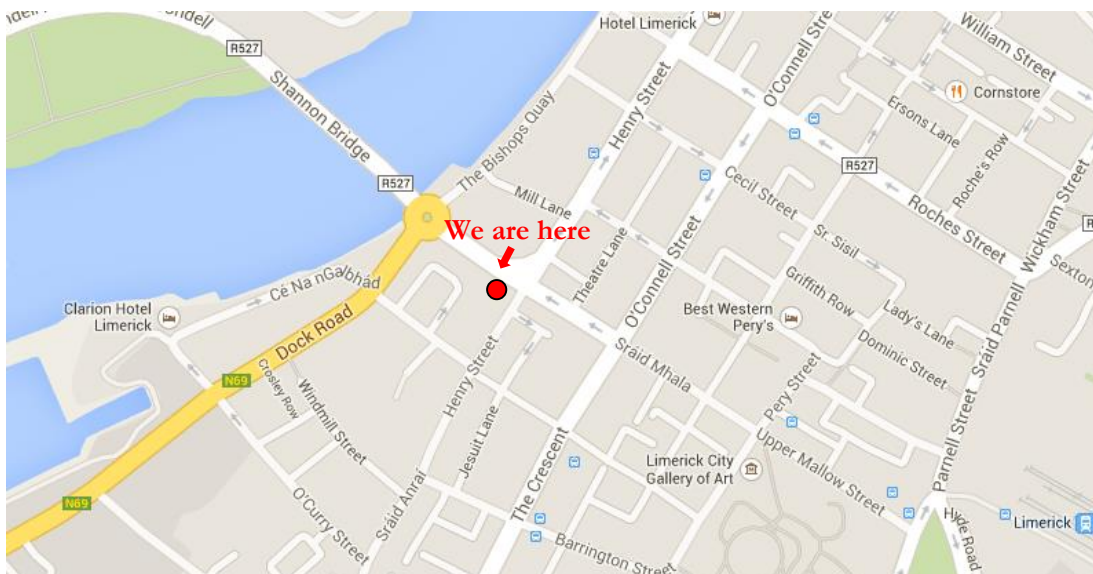 ondell
Hotel Limerick
R527
Shannon Bridge
R527
The Bishops Quay
Henry Street
O'Connell Street
William Street
Cornstore
Ersons Lane
Roche's Row
R527
Roches Street
Wickham Street
Sexton
Mill Lane
Cecil Street
Sr. Sisil
We are here
Theatre Lane
O'Connell Street
Griffith Row
Lady's Lane
Dominic Street
Best Western
Pery's
Cé Na nGalbhád
Clarion Hotel
Limerick
Dock Road
N69
Crosley Row
Windmill Street
Henry Street
Jesuit Lane
Sráid Mhala
Pery Street
Sráid Parnell
Parnell Street
Upper Mallow Street
Limerick City
Gallery of Art
The Crescent
N69
O'Curry Street
Sráid Anraí
Barrington Street
Hyde Road
Limerick